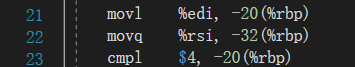 21 movl %edi, -20(%rbp)
22 movq %rsi, -32(%rbp)
23 cmpl $4, -20(%rbp)